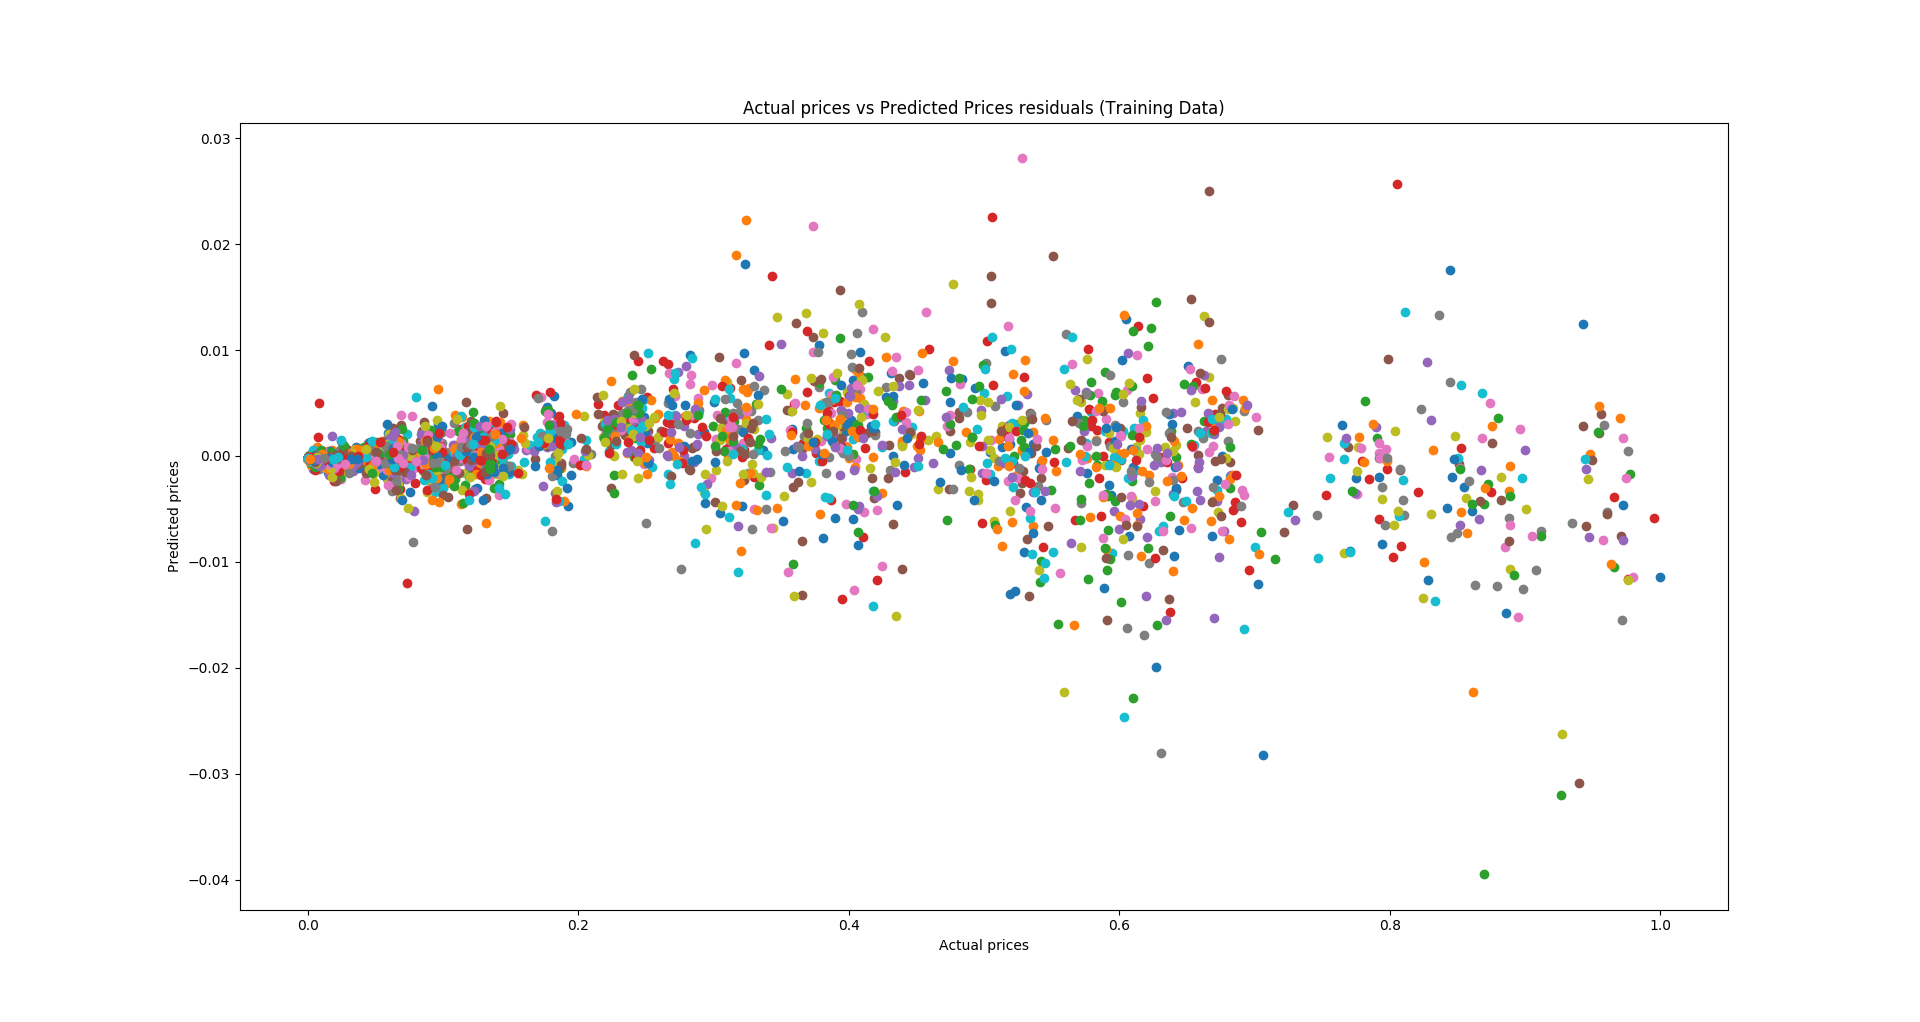 Actual prices vs Predicted Prices residuals (Training Data)
0.03
0.02
0.01
0.00
−0.01
−0.02
−0.03
−0.04
Predicted prices
0.0 0.2 0.4 0.6 0.8 1.0
Actual prices